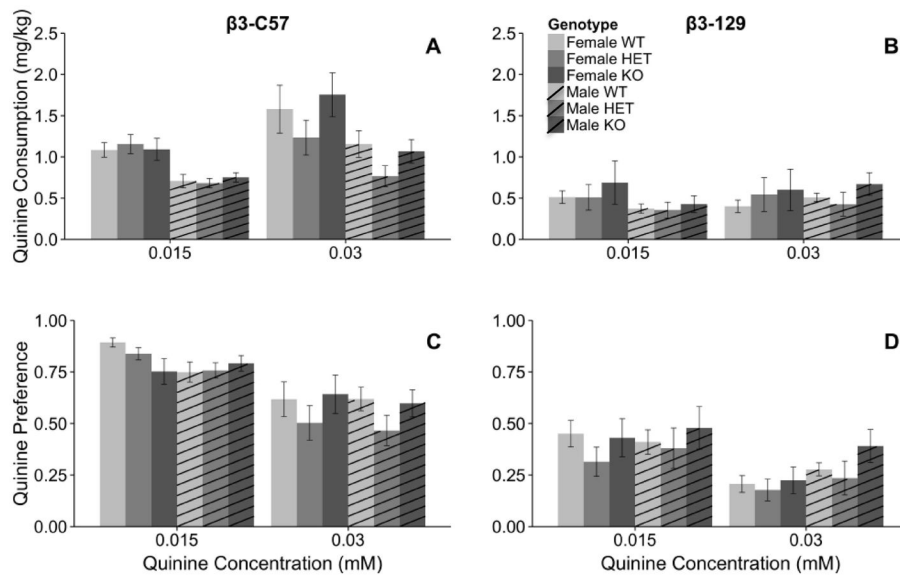 β3-C57
β3-129
Quinine Consumption (mg/kg)
2.5
2.0
1.5
1.0
0.5
0.0
A
0.015
0.03
Genotype
Female WT
Female HET
Female KO
Male WT
Male HET
Male KO
2.5
2.0
1.5
1.0
0.5
0.0
B
0.015
0.03
Quinine Preference
1.00
0.75
0.50
0.25
0.00
C
0.015
0.03
Quinine Concentration (mM)
1.00
0.75
0.50
0.25
0.00
D
0.015
0.03
Quinine Concentration (mM)